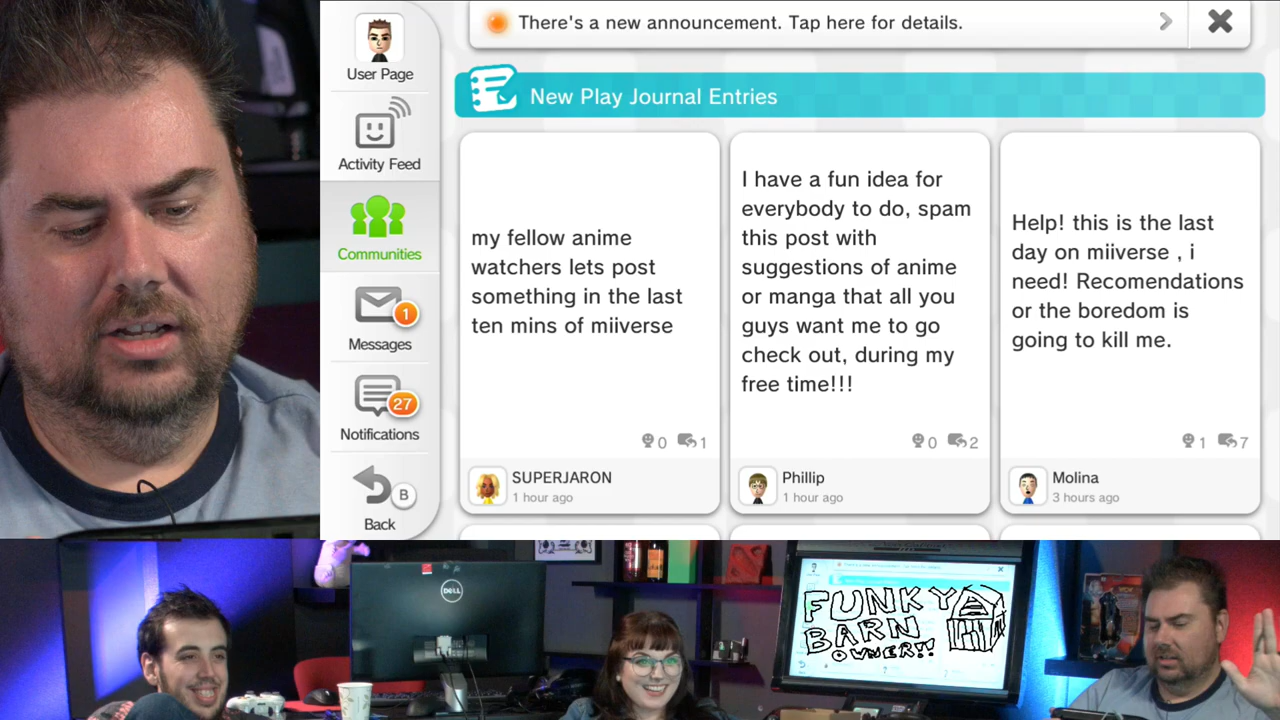 There's a new announcement. Tap here for details.
User Page
Activity Feed
Communities
Messages
1
Notifications
27
Back
B
New Play Journal Entries
my fellow anime
watchers lets post
something in the last
ten mins of miiverse
0 1
SUPERJARON
1 hour ago
I have a fun idea for
everybody to do, spam
this post with
suggestions of anime
or manga that all you
guys want me to go
check out, during my
free time!!!
0 2
Phillip
1 hour ago
Help! this is the last
day on miiverse , i
need! Recomendations
or the boredom is
going to kill me.
1 7
Molina
3 hours ago
DELL
FUNKY
BARN
OWNER!!